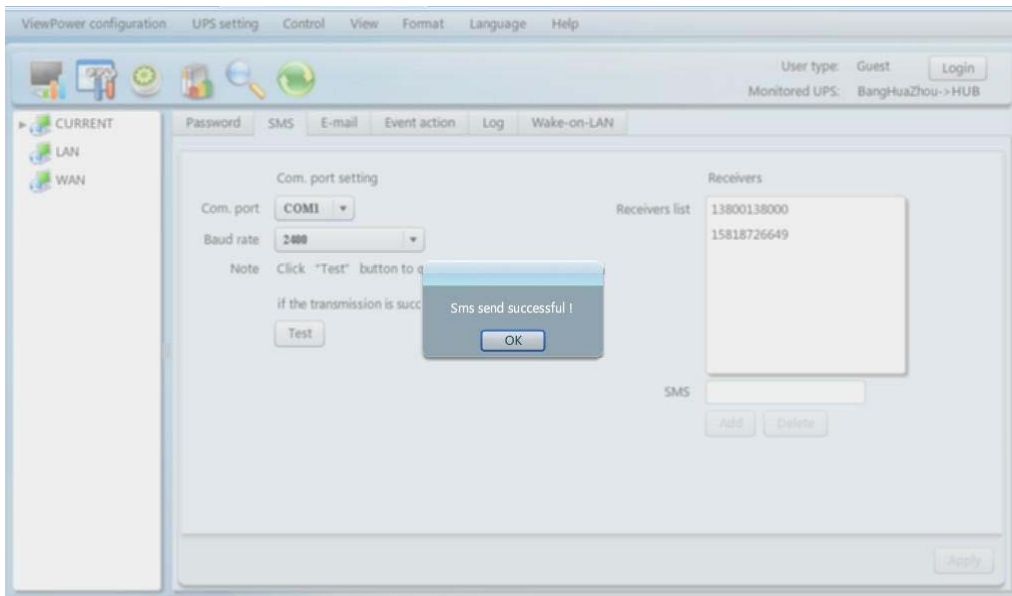 ViewPower configuration UPS setting Control View Format Language Help
User type: Guest Login
Monitored UPS: BangHuaZhou->HUB
CURRENT
LAN
WAN
Password SMS E-mail Event action Log Wake-on-LAN
Com. port setting
Com. port COM1
Baud rate 2400
Note Click "Test" button to
if the transmission is succ
Test
Receivers
Receivers list 13800138000
15818726649
SMS
Add Delete
Sms send successful !
OK
Apply